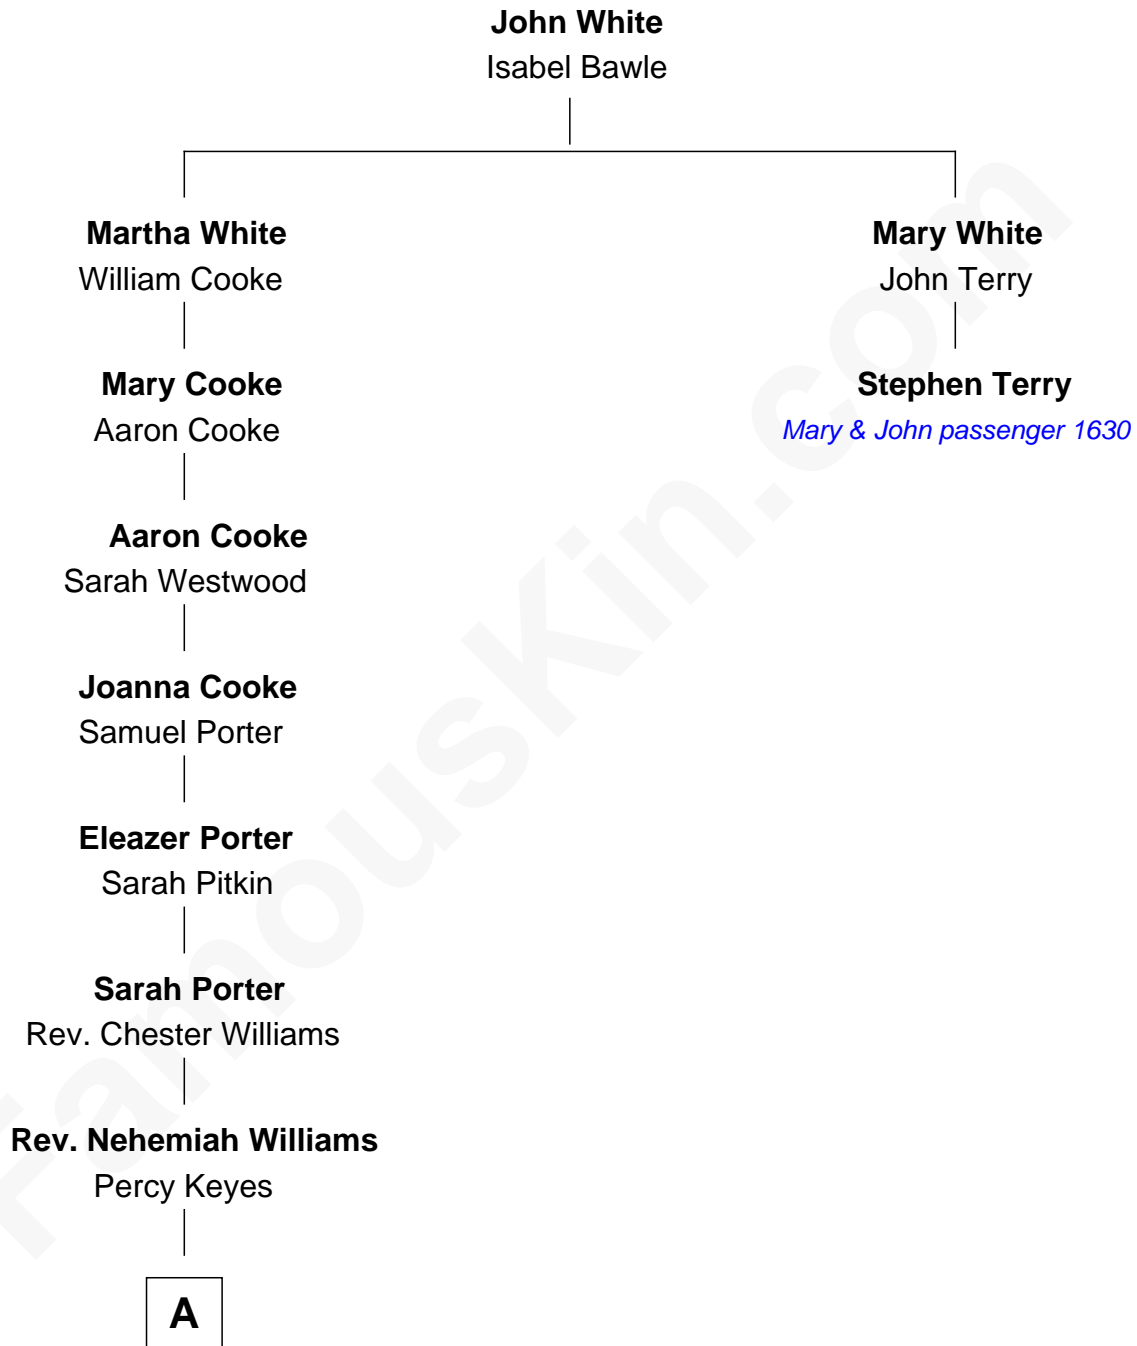 John White
Isabel Bawle
Martha White
William Cooke
Mary White
John Terry
Mary Cooke
Aaron Cooke
Stephen Terry
Mary & John passenger 1630
Aaron Cooke
Sarah Westwood
Joanna Cooke
Samuel Porter
Eleazer Porter
Sarah Pitkin
Sarah Porter
Rev. Chester Williams
Rev. Nehemiah Williams
Percy Keyes
A
FamousKin.com